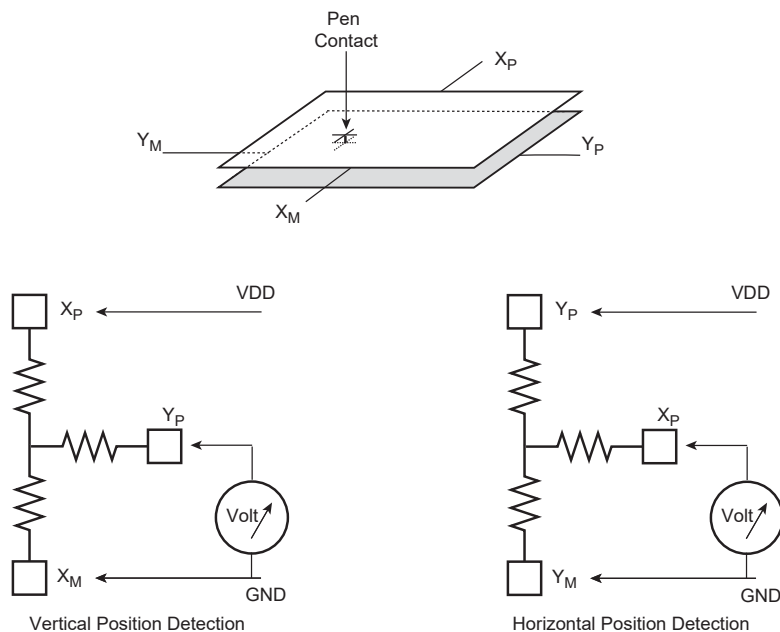 Pen
Contact
X_P
Y_M
Y_P
X_M
VDD
X_P
Y_P
Volt
X_M
GND
Vertical Position Detection
VDD
Y_P
X_P
Volt
Y_M
GND
Horizontal Position Detection